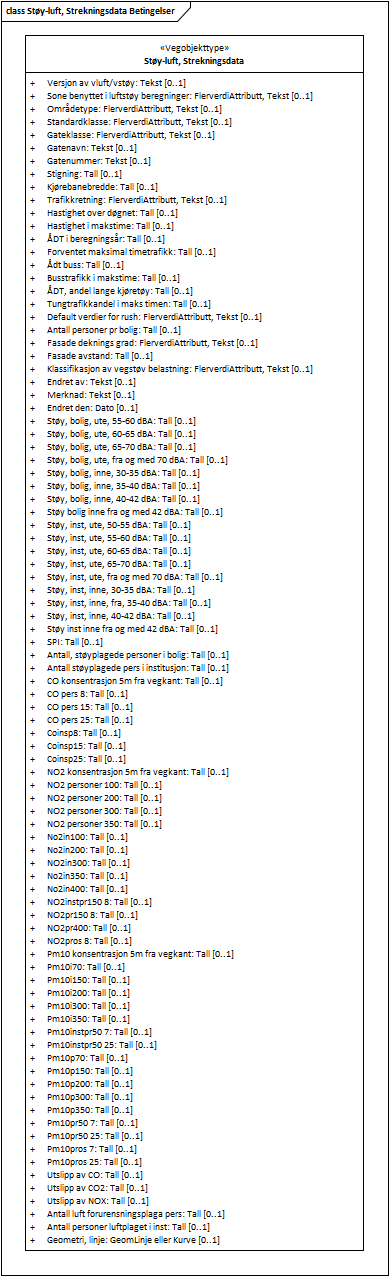 class Støy-luft, Strekningsdata Betingelser
«Vegobjekttype»
Støy-luft, Strekningsdata
+ Versjon av vluft/vstøy: Tekst [0..1]
+ Sone benyttet i luftstøy beregninger: FlerverdiAttributt, Tekst [0..1]
+ Områdetype: FlerverdiAttributt, Tekst [0..1]
+ Standardklasse: FlerverdiAttributt, Tekst [0..1]
+ Gateklasse: FlerverdiAttributt, Tekst [0..1]
+ Gatenavn: Tekst [0..1]
+ Gatenummer: Tekst [0..1]
+ Stigning: Tall [0..1]
+ Kjørebanebredde: Tall [0..1]
+ Trafikkretning: FlerverdiAttributt, Tekst [0..1]
+ Hastighet over døgnet: Tall [0..1]
+ Hastighet i makstime: Tall [0..1]
+ ÅDT i beregningsår: Tall [0..1]
+ Forventet maksimal timetrafikk: Tall [0..1]
+ Ådt buss: Tall [0..1]
+ Busstrafikk i makstime: Tall [0..1]
+ ÅDT, andel lange kjøretøy: Tall [0..1]
+ Tungtrafikkandel i maks timen: Tall [0..1]
+ Default verdier for rush: FlerverdiAttributt, Tekst [0..1]
+ Antall personer pr bolig: Tall [0..1]
+ Fasade deknings grad: FlerverdiAttributt, Tekst [0..1]
+ Fasade avstand: Tall [0..1]
+ Klassifikasjon av vegstøv belastning: FlerverdiAttributt, Tekst [0..1]
+ Endret av: Tekst [0..1]
+ Merknad: Tekst [0..1]
+ Endret den: Dato [0..1]
+ Støy, bolig, ute, 55-60 dBA: Tall [0..1]
+ Støy, bolig, ute, 60-65 dBA: Tall [0..1]
+ Støy, bolig, ute, 65-70 dBA: Tall [0..1]
+ Støy, bolig, ute, fra og med 70 dBA: Tall [0..1]
+ Støy, bolig, inne, 30-35 dBA: Tall [0..1]
+ Støy, bolig, inne, 35-40 dBA: Tall [0..1]
+ Støy, bolig, inne, 40-42 dBA: Tall [0..1]
+ Støy bolig inne fra og med 42 dBA: Tall [0..1]
+ Støy, inst, ute, 50-55 dBA: Tall [0..1]
+ Støy, inst, ute, 55-60 dBA: Tall [0..1]
+ Støy, inst, ute, 60-65 dBA: Tall [0..1]
+ Støy, inst, ute, 65-70 dBA: Tall [0..1]
+ Støy, inst, ute, fra og med 70 dBA: Tall [0..1]
+ Støy, inst, inne, 30-35 dBA: Tall [0..1]
+ Støy, inst, inne, fra, 35-40 dBA: Tall [0..1]
+ Støy, inst, inne, 40-42 dBA: Tall [0..1]
+ Støy inst inne fra og med 42 dBA: Tall [0..1]
+ SPI: Tall [0..1]
+ Antall, støyplagede personer i bolig: Tall [0..1]
+ Antall støyplagede pers i institusjon: Tall [0..1]
+ CO konsentrasjon 5m fra vegkant: Tall [0..1]
+ CO pers 8: Tall [0..1]
+ CO pers 15: Tall [0..1]
+ CO pers 25: Tall [0..1]
+ Coinsp8: Tall [0..1]
+ Coinsp15: Tall [0..1]
+ Coinsp25: Tall [0..1]
+ NO2 konsentrasjon 5m fra vegkant: Tall [0..1]
+ NO2 personer 100: Tall [0..1]
+ NO2 personer 200: Tall [0..1]
+ NO2 personer 300: Tall [0..1]
+ NO2 personer 350: Tall [0..1]
+ No2in100: Tall [0..1]
+ No2in200: Tall [0..1]
+ NO2in300: Tall [0..1]
+ No2in350: Tall [0..1]
+ No2in400: Tall [0..1]
+ NO2instpr150 8: Tall [0..1]
+ NO2pr150 8: Tall [0..1]
+ NO2pr400: Tall [0..1]
+ NO2pros 8: Tall [0..1]
+ Pm10 konsentrasjon 5m fra vegkant: Tall [0..1]
+ Pm10i70: Tall [0..1]
+ Pm10i150: Tall [0..1]
+ Pm10i200: Tall [0..1]
+ Pm10i300: Tall [0..1]
+ Pm10i350: Tall [0..1]
+ Pm10instpr50 7: Tall [0..1]
+ Pm10instpr50 25: Tall [0..1]
+ Pm10p70: Tall [0..1]
+ Pm10p150: Tall [0..1]
+ Pm10p200: Tall [0..1]
+ Pm10p300: Tall [0..1]
+ Pm10p350: Tall [0..1]
+ Pm10pr50 7: Tall [0..1]
+ Pm10pr50 25: Tall [0..1]
+ Pm10pros 7: Tall [0..1]
+ Pm10pros 25: Tall [0..1]
+ Utslipp av CO: Tall [0..1]
+ Utslipp av CO2: Tall [0..1]
+ Utslipp av NOX: Tall [0..1]
+ Antall luft forurensningsplaga pers: Tall [0..1]
+ Antall personer luftplaget i inst: Tall [0..1]
+ Geometri, linje: GeomLinje eller Kurve [0..1]